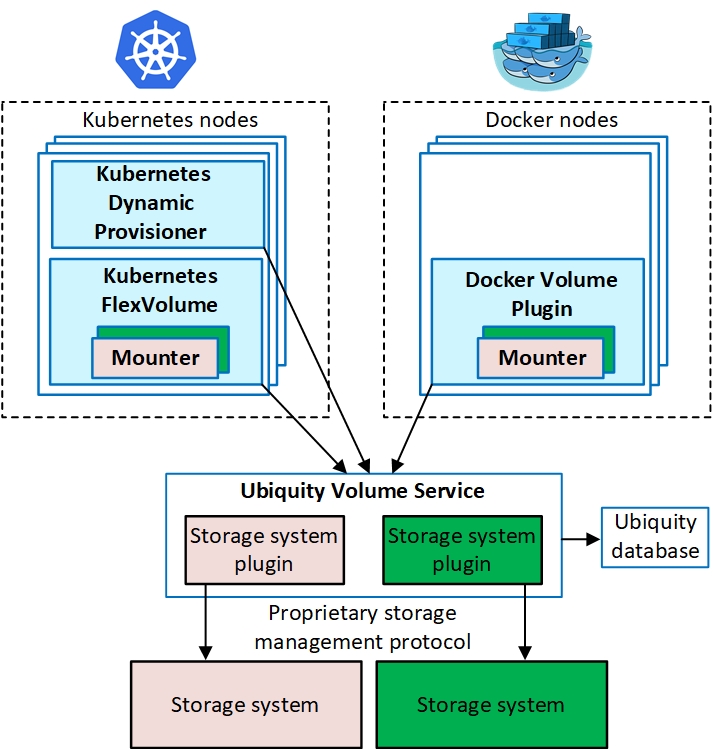 Kubernetes nodes
Kubernetes
Dynamic
Provisioner
Kubernetes
FlexVolume
Mounter
Docker nodes
Docker Volume
Plugin
Mounter
Ubiquity Volume Service
Storage system
plugin
Storage system
plugin
Ubiquity
database
Proprietary storage
management protocol
Storage system
Storage system